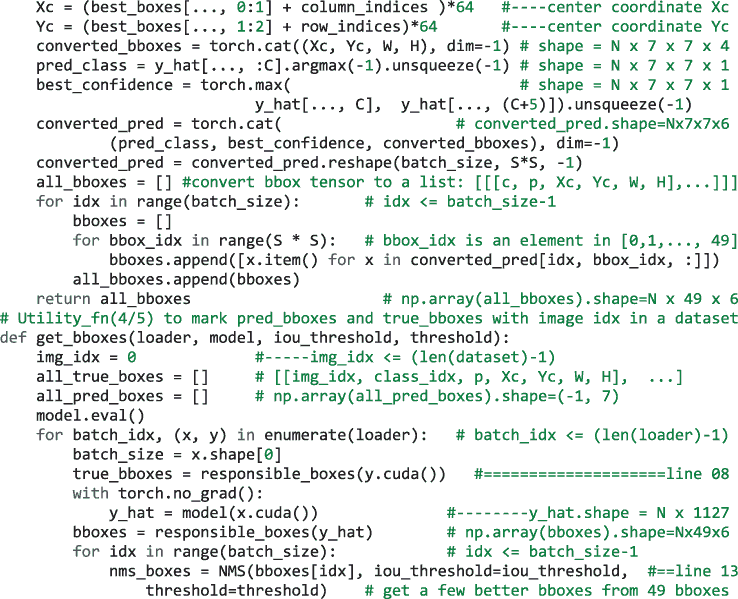 Xc = (best_bboxes[..., 0:1] + column_indices )*64   #----center coordinate Xc
Yc = (best_bboxes[..., 1:2] + row_indices)*64   #----center coordinate Yc
converted_bboxes = torch.cat((Xc, Yc, W, H), dim=-1) # shape = N x 7 x 7 x 4
pred_class = y_hat[..., :C].argmax(-1).unsqueeze(-1) # shape = N x 7 x 7 x 1
best_confidence = torch.max(   # shape = N x 7 x 7 x 1
y_hat[..., C],  y_hat[..., (C+5)]).unsqueeze(-1)
converted_pred = torch.cat(   # converted_pred.shape=Nx7x7x6
(pred_class, best_confidence, converted_bboxes), dim=-1)
converted_pred = converted_pred.reshape(batch_size, S*S, -1)
all_bboxes = [] #convert bbox tensor to a list: [[[c, p, Xc, Yc, W, H],...]]]
for idx in range(batch_size):   # idx <= batch_size-1
bboxes = []
for bbox_idx in range(S * S):   # bbox_idx is an element in [0,1,..., 49]
bboxes.append([x.item() for x in converted_pred[idx, bbox_idx, :]])
all_bboxes.append(bboxes)
return all_bboxes   # np.array(all_bboxes).shape=N x 49 x 6
# Utility_fn(4/5) to mark pred_bboxes and true_bboxes with image idx in a dataset
def get_bboxes(loader, model, iou_threshold, threshold):
img_idx = 0   #-----img_idx <= (len(dataset)-1)
all_true_boxes = []   # [[img_idx, class_idx, p, Xc, Yc, W, H],  ...]
all_pred_boxes = []   # np.array(all_pred_boxes).shape=(-1, 7)
model.eval()
for batch_idx, (x, y) in enumerate(loader):   # batch_idx <= (len(loader)-1)
batch_size = x.shape[0]
true_bboxes = responsible_boxes(y.cuda())   #====================line 08
with torch.no_grad():
y_hat = model(x.cuda())   #--------y_hat.shape = N x 1127
bboxes = responsible_boxes(y_hat)   # np.array(bboxes).shape=Nx49x6
for idx in range(batch_size):   # idx <= batch_size-1
nms_boxes = NMS(bboxes[idx], iou_threshold=iou_threshold,  #==line 13
threshold=threshold)   # get a few better bboxes from 49 bboxes